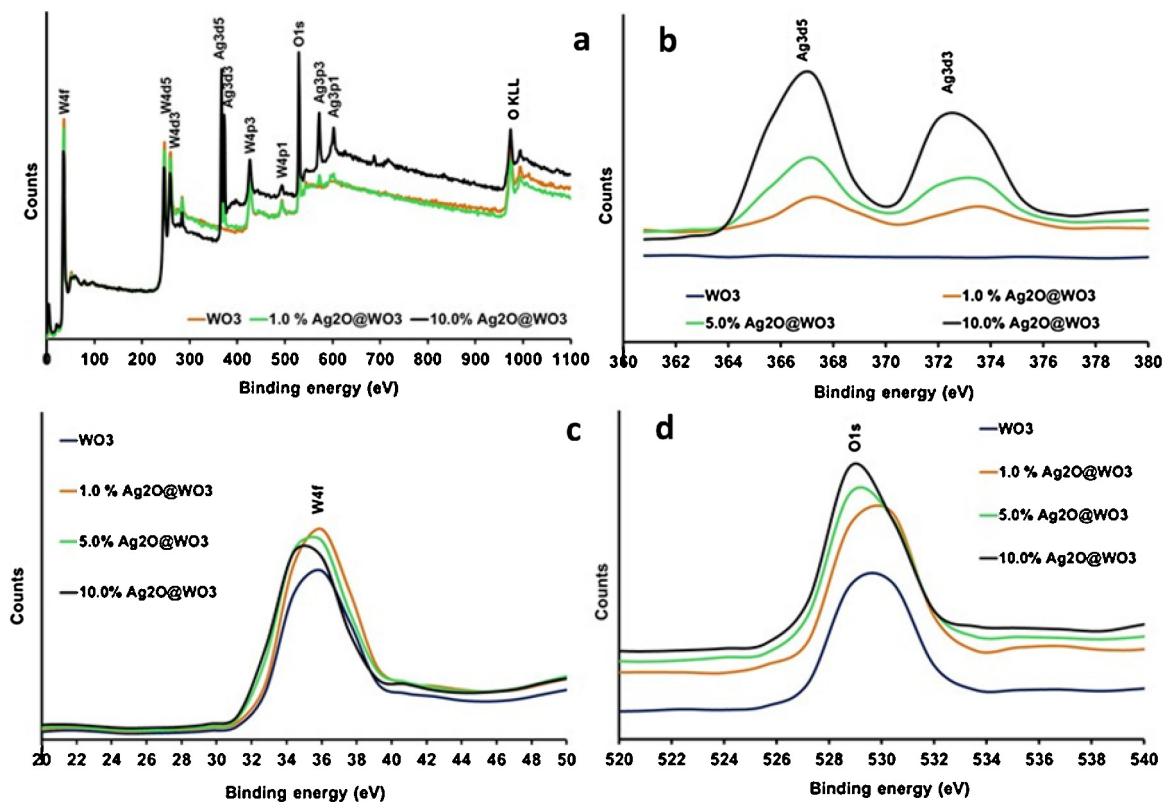 a
W4f
W4d5
W4d3
Ag3d5
Ag3d3
W4p3
W4p1
O1s
Ag3p3
Ag3p1
O KLL
Counts
WO3 1.0 % Ag2O@WO3 10.0% Ag2O@WO3
0 100 200 300 400 500 600 700 800 900 1000 1100
Binding energy (eV)
b
Ag3d5
Ag3d3
Counts
WO3 1.0 % Ag2O@WO3
5.0% Ag2O@WO3 10.0% Ag2O@WO3
360 362 364 366 368 370 372 374 376 378 380
Binding energy (eV)
c
WO3
1.0 % Ag2O@WO3
5.0% Ag2O@WO3
10.0% Ag2O@WO3
W4f
Counts
20 22 24 26 28 30 32 34 36 38 40 42 44 46 48 50
Binding energy (eV)
d
O1s
WO3
1.0 % Ag2O@WO3
5.0% Ag2O@WO3
10.0% Ag2O@WO3
Counts
520 522 524 526 528 530 532 534 536 538 540
Binding energy (eV)